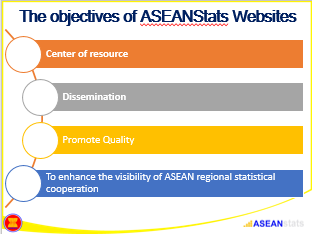 The objectives of ASEANStats Websites
Center of resource
Dissemination
Promote Quality
To enhance the visibility of ASEAN regional statistical
cooperation
ASEANstats